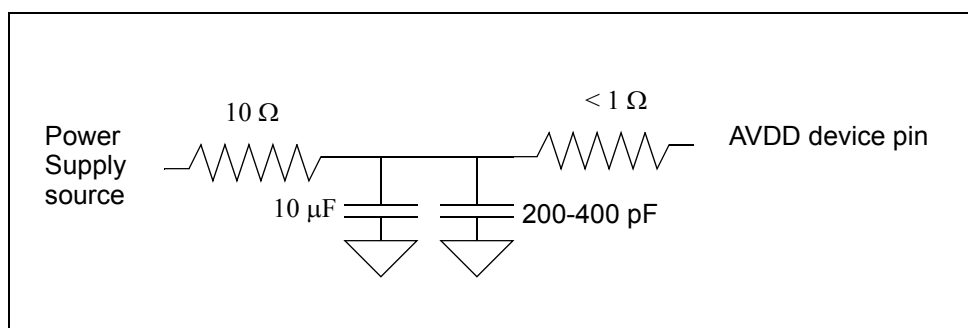 10 Ω
< 1 Ω
Power
Supply
source
AVDD device pin
10 μF
200-400 pF